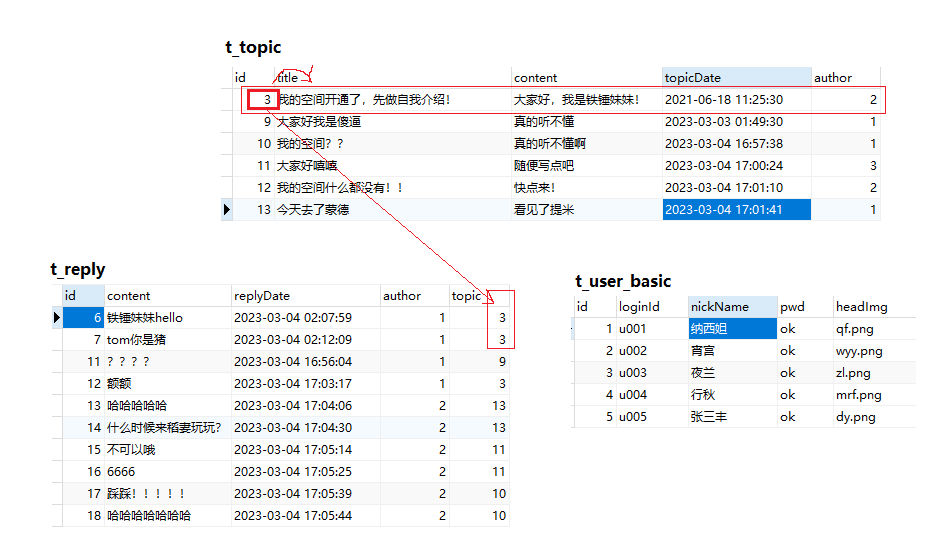 t_topic
id title content topicDate author
3 我的空间开通了，先做自我介绍！ 大家好，我是铁锤妹妹！ 2021-06-18 11:25:30 2
9 大家好我是傻逼 真的听不懂 2023-03-03 01:49:30 1
10 我的空间？？ 真的听不懂啊 2023-03-04 16:57:38 1
11 大家好嘻嘻 随便写点吧 2023-03-04 17:00:24 3
12 我的空间什么都没有！！ 快点来！ 2023-03-04 17:01:10 2
13 今天去了蒙德 看见了提米 2023-03-04 17:01:41 1
t_reply
id content replyDate author topic
6 铁锤妹妹hello 2023-03-04 02:07:59 1 3
7 tom你是猪 2023-03-04 02:12:09 1 3
11 ？？？？ 2023-03-04 16:56:04 1 9
12 额额 2023-03-04 17:03:17 1 3
13 哈哈哈哈哈 2023-03-04 17:04:06 2 13
14 什么时候来稻妻玩玩？ 2023-03-04 17:04:30 2 13
15 不可以哦 2023-03-04 17:05:14 2 11
16 6666 2023-03-04 17:05:25 2 11
17 踩踩！！！！！ 2023-03-04 17:05:39 2 10
18 哈哈哈哈哈哈哈 2023-03-04 17:05:44 2 10
t_user_basic
id loginId nickName pwd headImg
1 u001 纳西妲 ok qf.png
2 u002 宵宫 ok wyy.png
3 u003 夜兰 ok zl.png
4 u004 行秋 ok mrf.png
5 u005 张三丰 ok dy.png